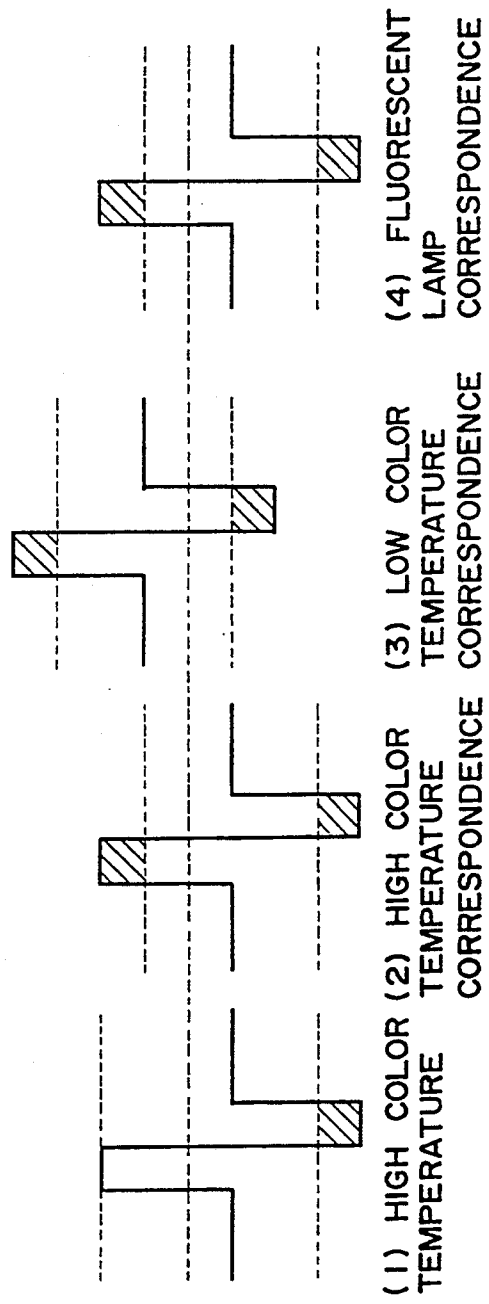 (1) HIGH COLOR
TEMPERATURE
(2) HIGH COLOR
TEMPERATURE
CORRESPONDENCE
(3) LOW COLOR
TEMPERATURE
CORRESPONDENCE
(4) FLUORESCENT
LAMP
CORRESPONDENCE